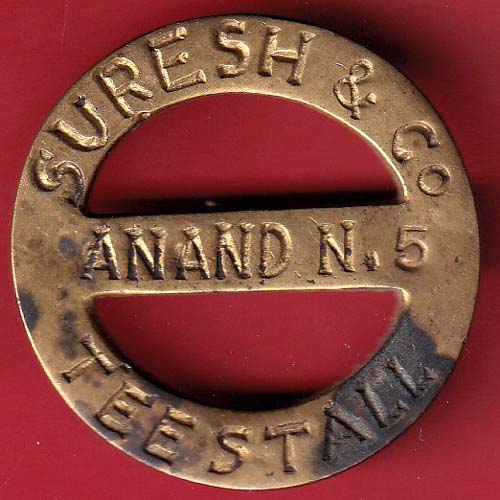 SURESH & Co
ANAND N. 5
TEESTALL